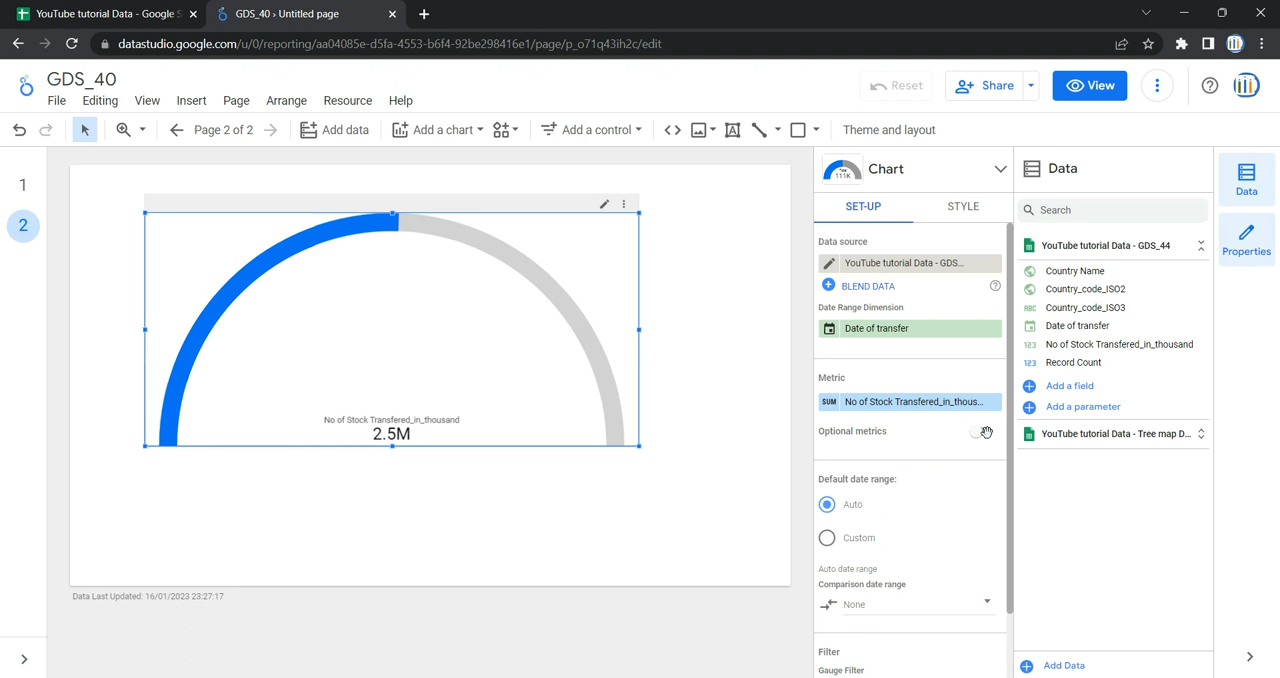 YouTube tutorial Data - Google S
GDS_40 › Untitled page
datastudio.google.com/u/0/reporting/aa04085e-d5fa-4553-b6f4-92be298416e1/page/p_o71q43ih2c/edit
GDS_40
File Editing View Insert Page Arrange Resource Help
Reset
Share
View
Page 2 of 2
Add data
Add a chart
Add a control
Theme and layout
1
2
No of Stock Transfered_in_thousand
2.5M
Data Last Updated: 16/01/2023 23:27:17
111K
Chart
SET-UP
STYLE
Data source
YouTube tutorial Data - GDS...
BLEND DATA
Date Range Dimension
Date of transfer
Metric
SUM No of Stock Transfered_in_thous...
Optional metrics
Default date range:
Auto
Custom
Auto date range
Comparison date range
None
Filter
Gauge Filter
Data
Search
YouTube tutorial Data - GDS_44
Country Name
Country_code_ISO2
RBC Country_code_ISO3
Date of transfer
123 No of Stock Transfered_in_thousand
123 Record Count
Add a field
Add a parameter
YouTube tutorial Data - Tree map D...
Add Data
Data
Properties